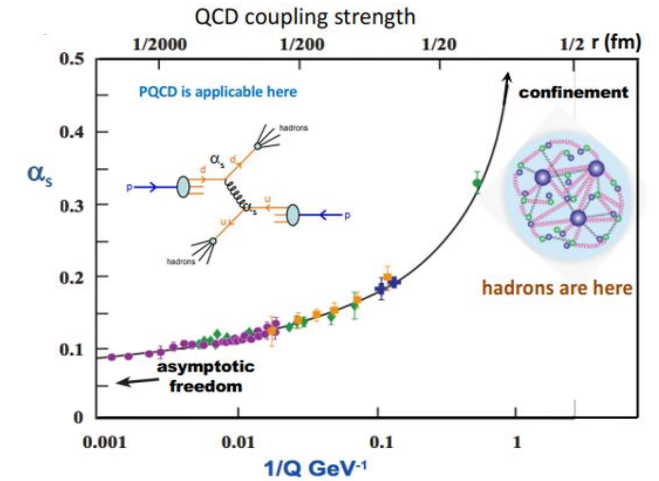 QCD coupling strength
1/2000 1/200 1/20 1/2 r (fm)
0.5
PQCD is applicable here
confinement
hadrons
0.4
αs
d d
αs
p
0.3
αs
u
p
u
hadrons
0.2
hadrons are here
0.1
asymptotic
freedom
0
0.001 0.01 0.1 1
1/Q GeV-1